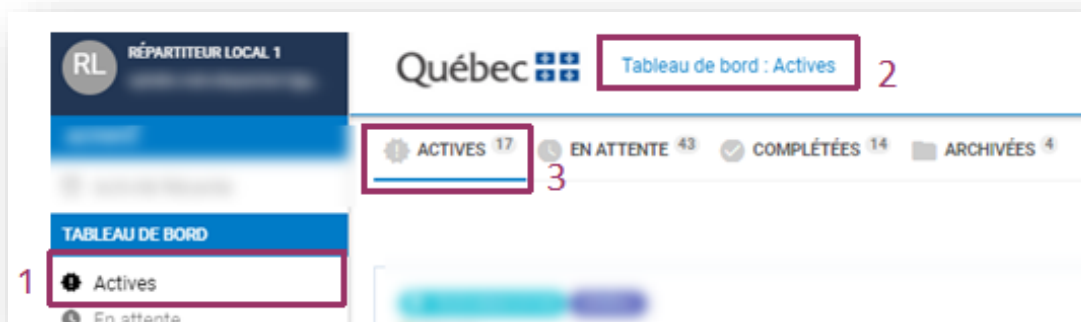 RL
RÉPARTITEUR LOCAL 1
Québec
Tableau de bord : Actives
2
ACTIVES 17
EN ATTENTE 43
COMPLÉTÉES 14
ARCHIVÉES 4
3
TABLEAU DE BORD
1
Actives
En attente